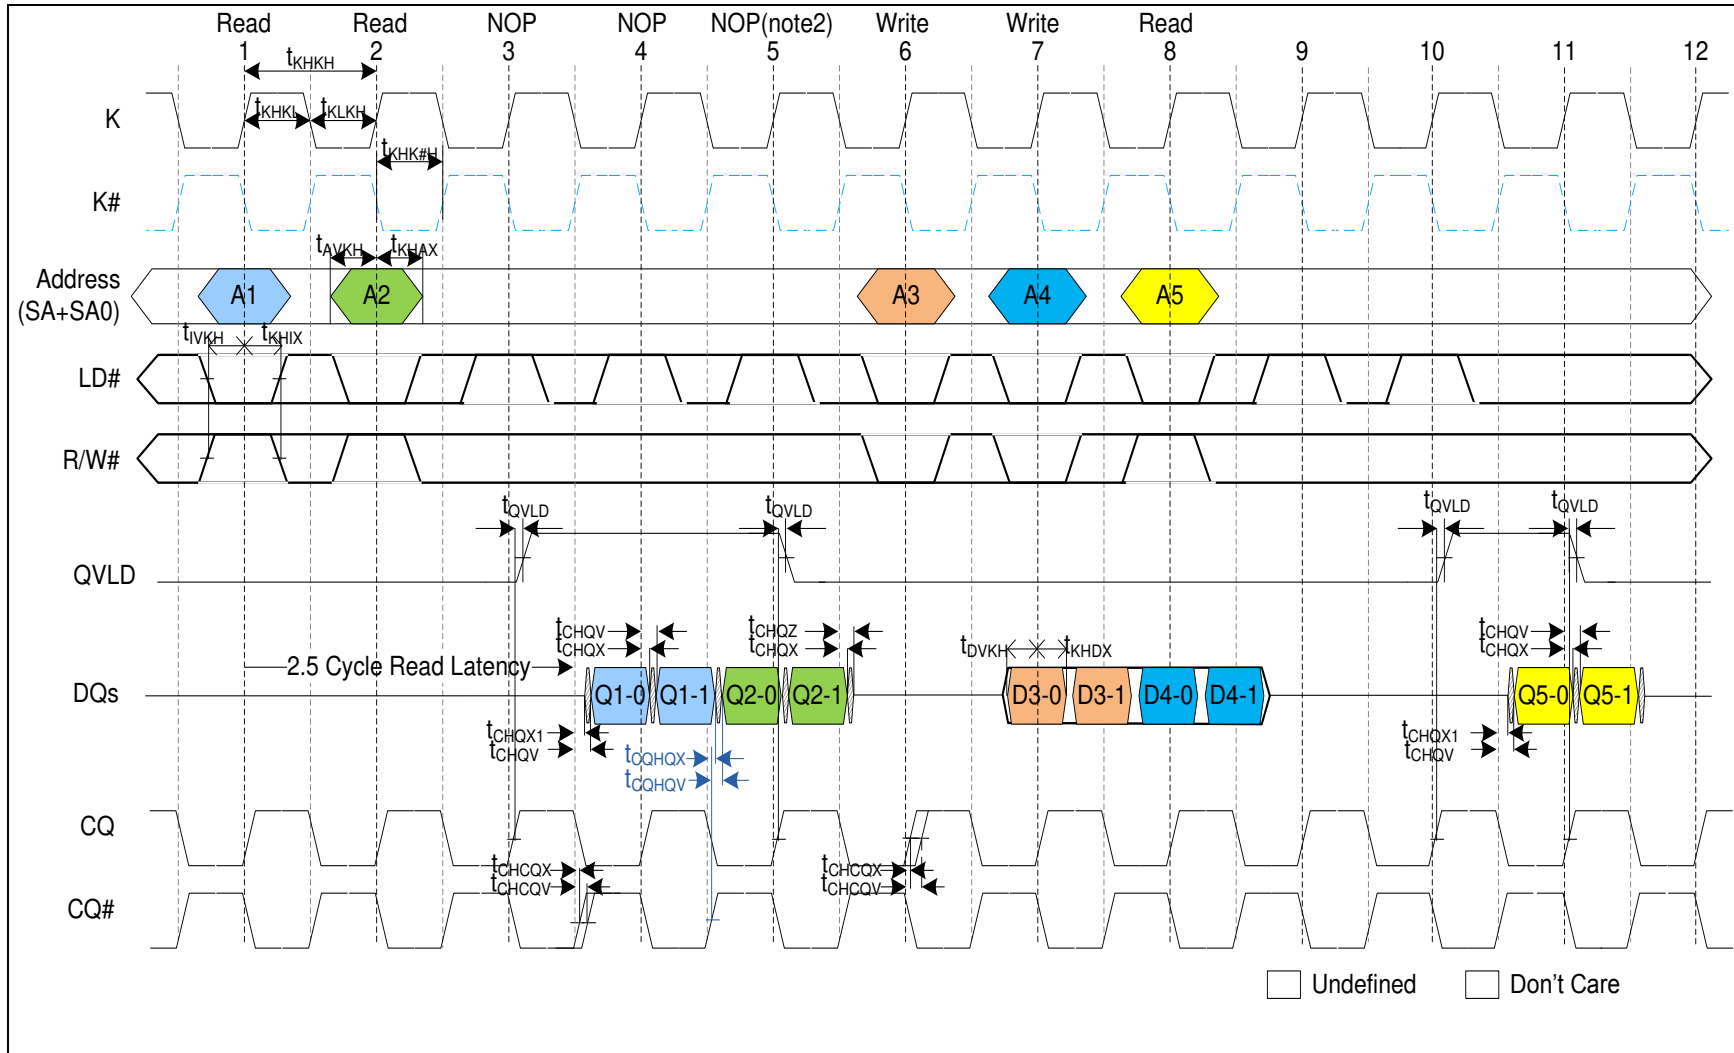 Read Read NOP NOP NOP(note2) Write Write Read
1 2 3 4 5 6 7 8 9 10 11 12
tKHKH
K
tKHKL tKLKH
tKHK#H
K#
tAVKH tKHAX
Address
(SA+SA0)
A1 A2 A3 A4 A5
tIVKH tKHIX
LD#
R/W#
tQVLD tQVLD tQVLD tQVLD
QVLD
tCHQV tCHQZ tCHQV
tCHQX tCHQX tDVKH tKHDX tCHQX
2.5 Cycle Read Latency
DQs
Q1-0 Q1-1 Q2-0 Q2-1 D3-0 D3-1 D4-0 D4-1 Q5-0 Q5-1
tCHQX1 tCHQX1
tCHQV tCHQV
tCQHQX
tCQHQV
CQ
tCHCQX tCHCQX
tCHCQV tCHCQV
CQ#
Undefined Don't Care